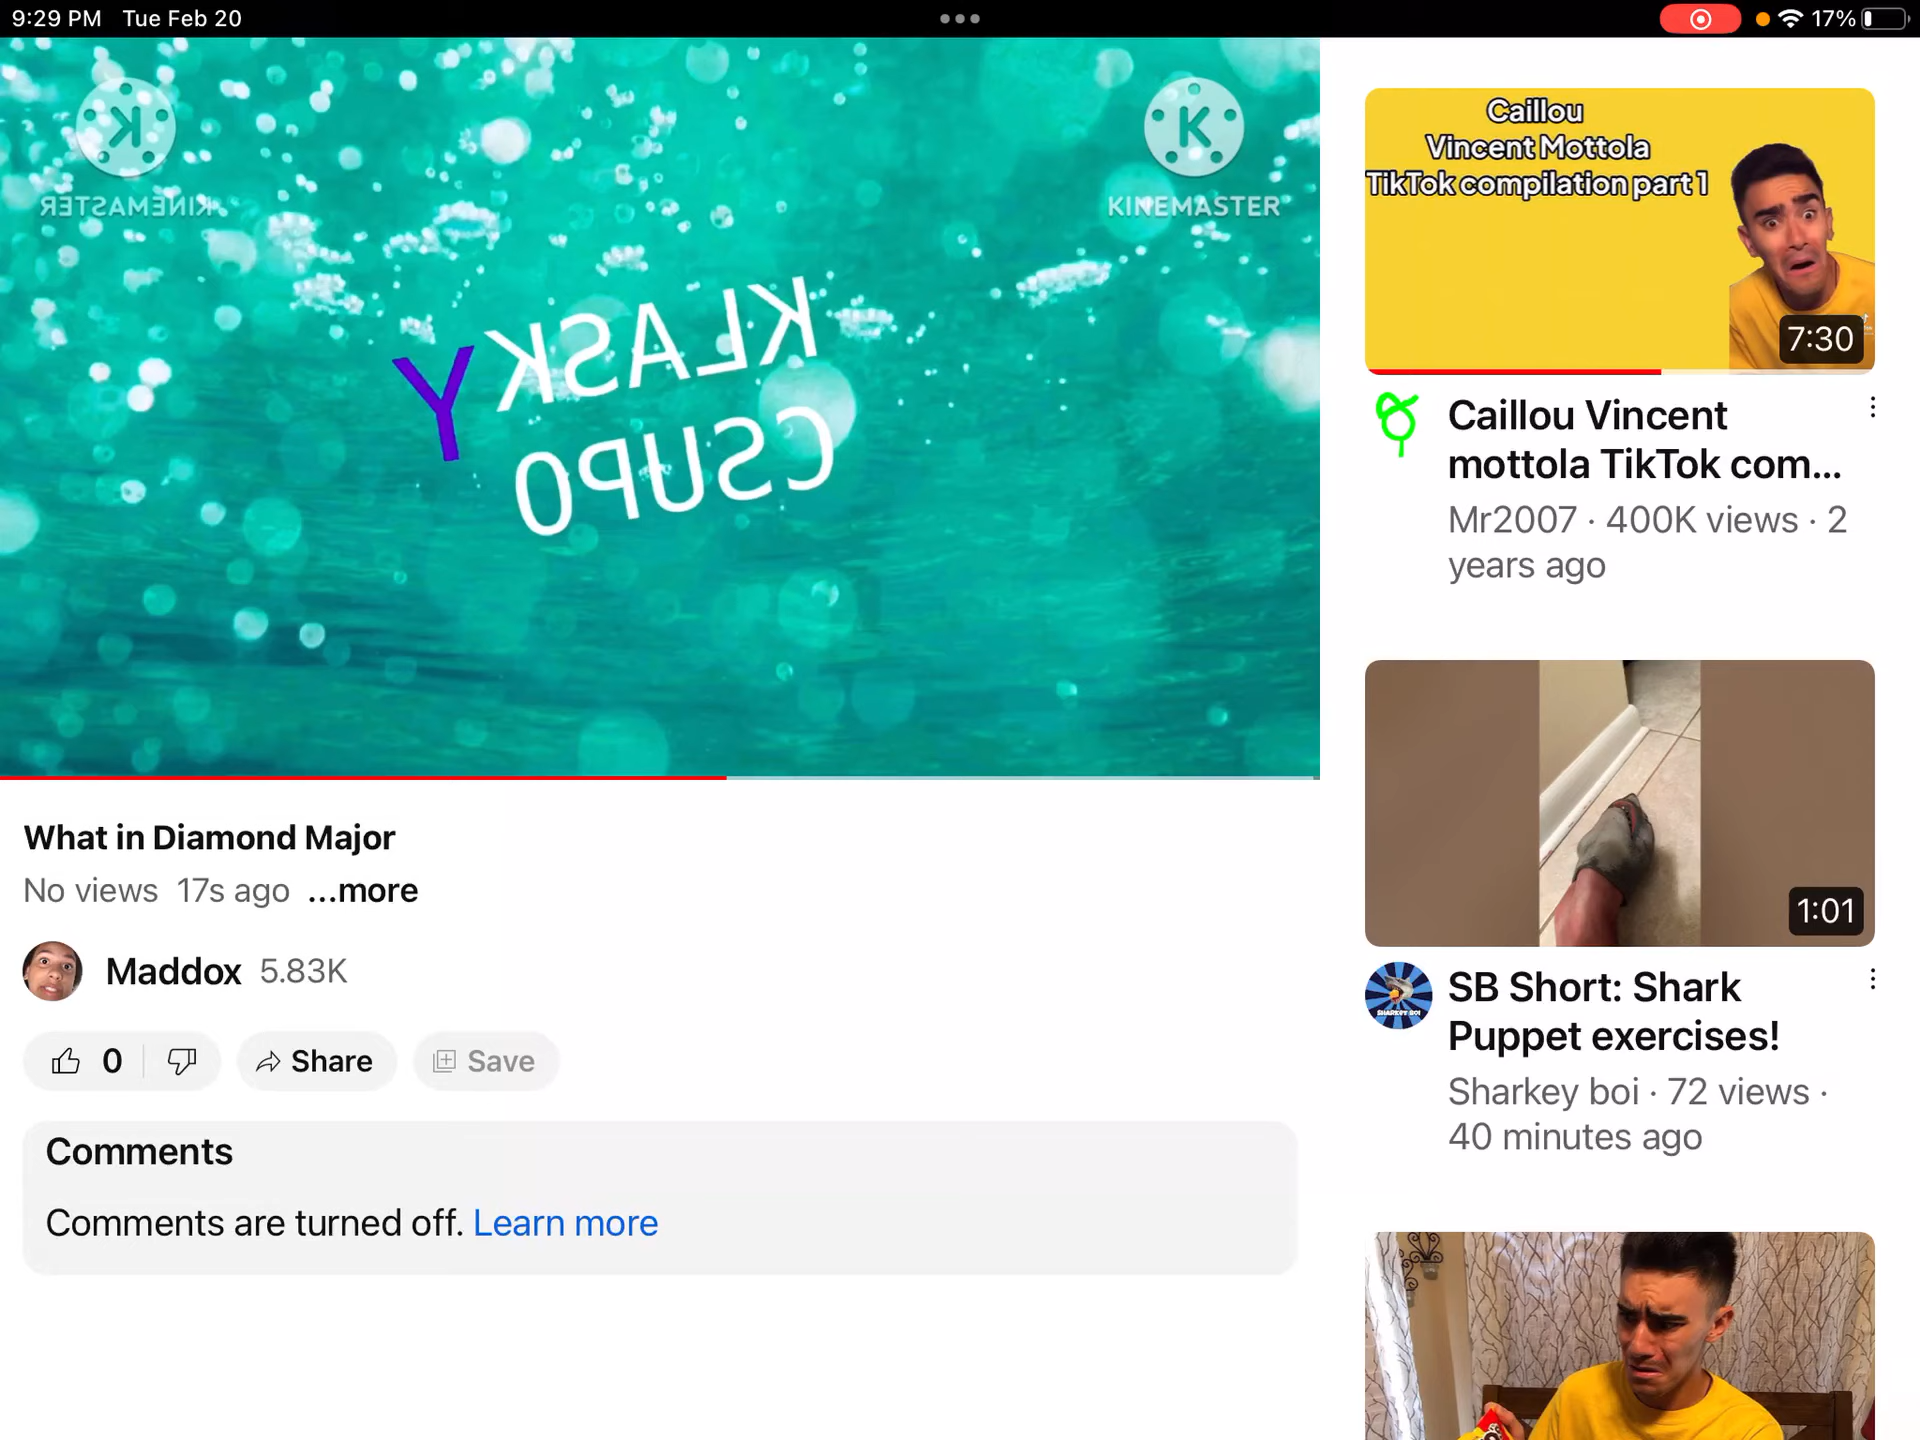 9:29 PM Tue Feb 20
17%
KINEMASTER
KINEMASTER
KLASKY
CSUPO
What in Diamond Major
No views 17s ago ...more
Maddox 5.83K
0
Share
Save
Comments
Comments are turned off. Learn more
Caillou
Vincent Mottola
TikTok compilation part 1
7:30
Caillou Vincent
mottola TikTok com...
Mr2007 · 400K views · 2
years ago
1:01
SHARKEY BOI
SB Short: Shark
Puppet exercises!
Sharkey boi · 72 views ·
40 minutes ago